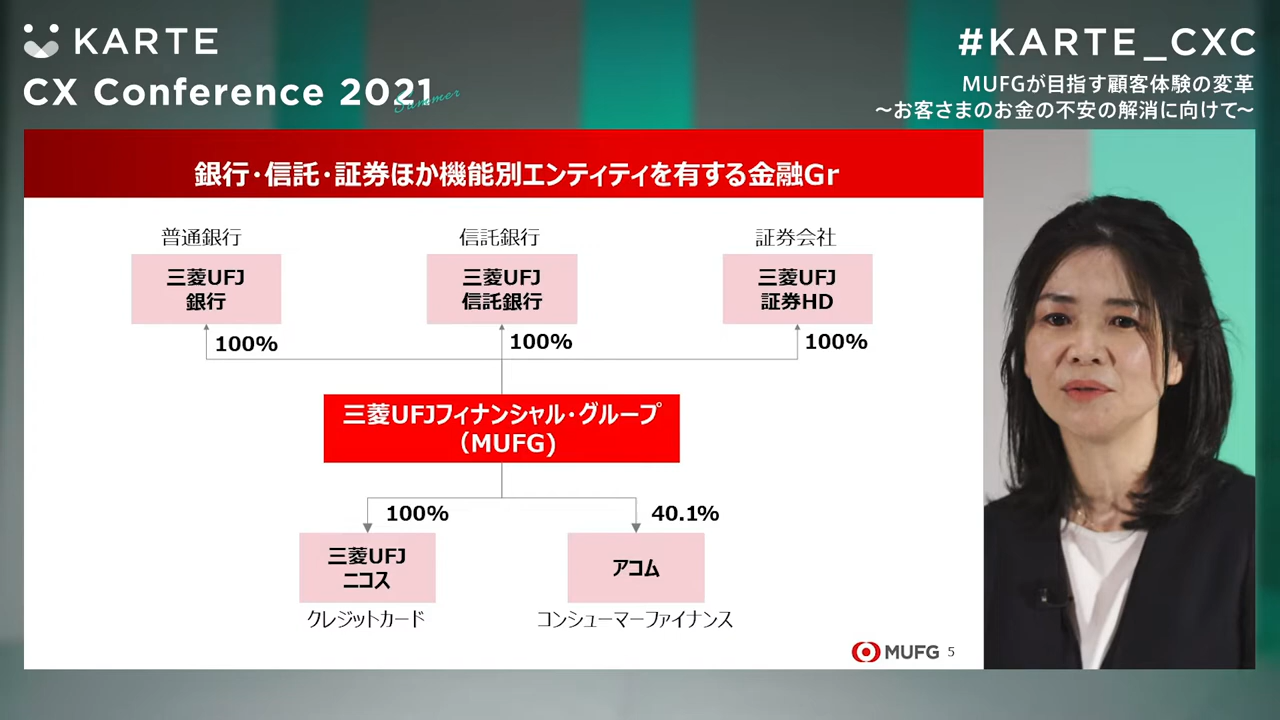 KARTE
CX Conference 2021
Summer
#KARTE_CXC
MUFGが目指す顧客体験の変革
〜お客さまのお金の不安の解消に向けて〜
銀行・信託・証券ほか機能別エンティティを有する金融Gr
普通銀行
信託銀行
証券会社
三菱UFJ
銀行
三菱UFJ
信託銀行
三菱UFJ
証券HD
100%
100%
100%
三菱UFJフィナンシャル・グループ
（MUFG)
100%
40.1%
三菱UFJ
ニコス
アコム
クレジットカード
コンシューマーファイナンス
MUFG 5